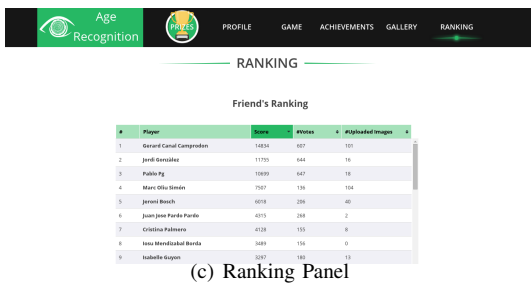 Age
Recognition
PRIZES
PROFILE GAME ACHIEVEMENTS GALLERY RANKING
RANKING
Friend's Ranking
# Player Score #Votes #Uploaded Images
1 Gerard Canal Camprodon 14834 607 101
2 Jordi González 11755 644 16
3 Pablo Pg 10699 647 18
4 Marc Oliu Simón 7507 136 104
5 Jeroni Bosch 6018 206 40
6 Juan Jose Pardo Pardo 4315 268 2
7 Cristina Palmero 4128 155 8
8 Iosu Mendizabal Borda 3489 156 0
9 Isabelle Guyon 3297 180 13
(c) Ranking Panel